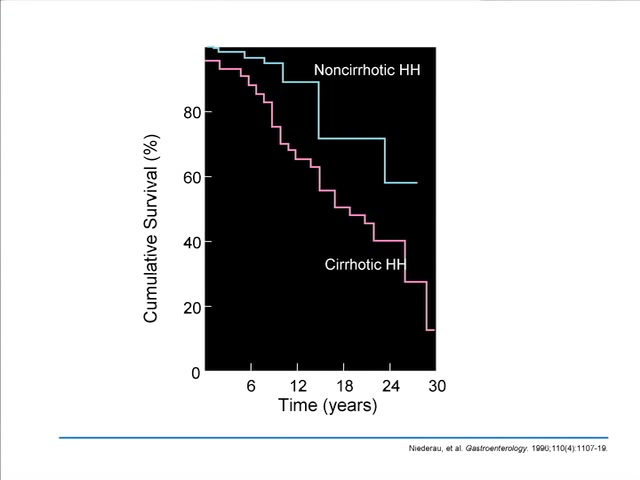 Noncirrhotic HH
Cirrhotic HH
Cumulative Survival (%)
80
60
40
20
0
6 12 18 24 30
Time (years)
Niederau, et al. Gastroenterology. 1996;110(4):1107-19.